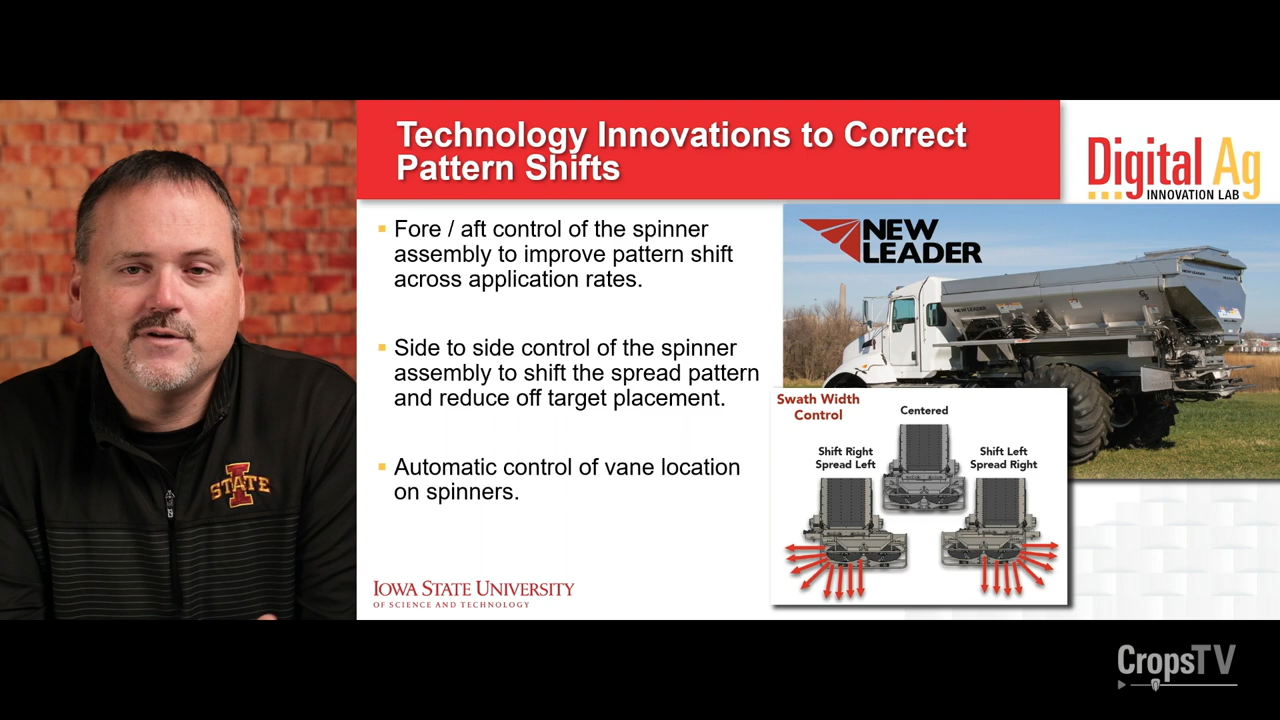 Technology Innovations to Correct
Pattern Shifts
Digital Ag
INNOVATION LAB
Fore / aft control of the spinner
assembly to improve pattern shift
across application rates.
Side to side control of the spinner
assembly to shift the spread pattern
and reduce off target placement.
Automatic control of vane location
on spinners.
NEW
LEADER
NEW LEADER
Swath Width
Control
Centered
Shift Right
Spread Left
Shift Left
Spread Right
STATE
IOWA STATE UNIVERSITY
OF SCIENCE AND TECHNOLOGY
CropsTV